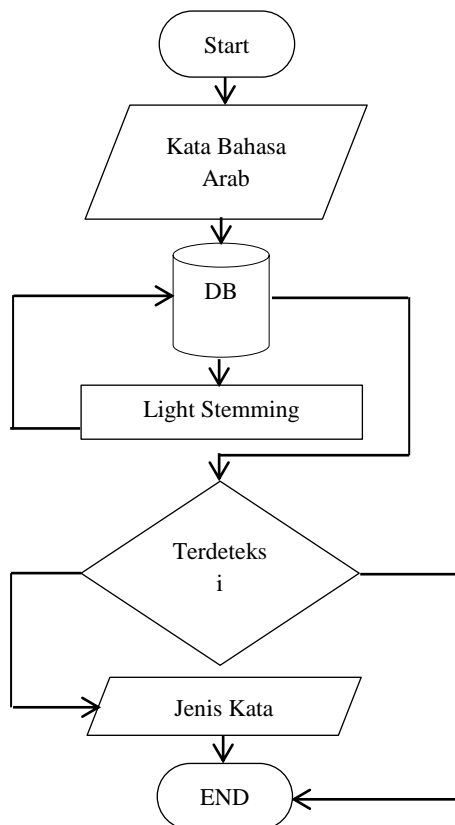 Start
Kata Bahasa
Arab
DB
Light Stemming
Terdeteks
i
Jenis Kata
END